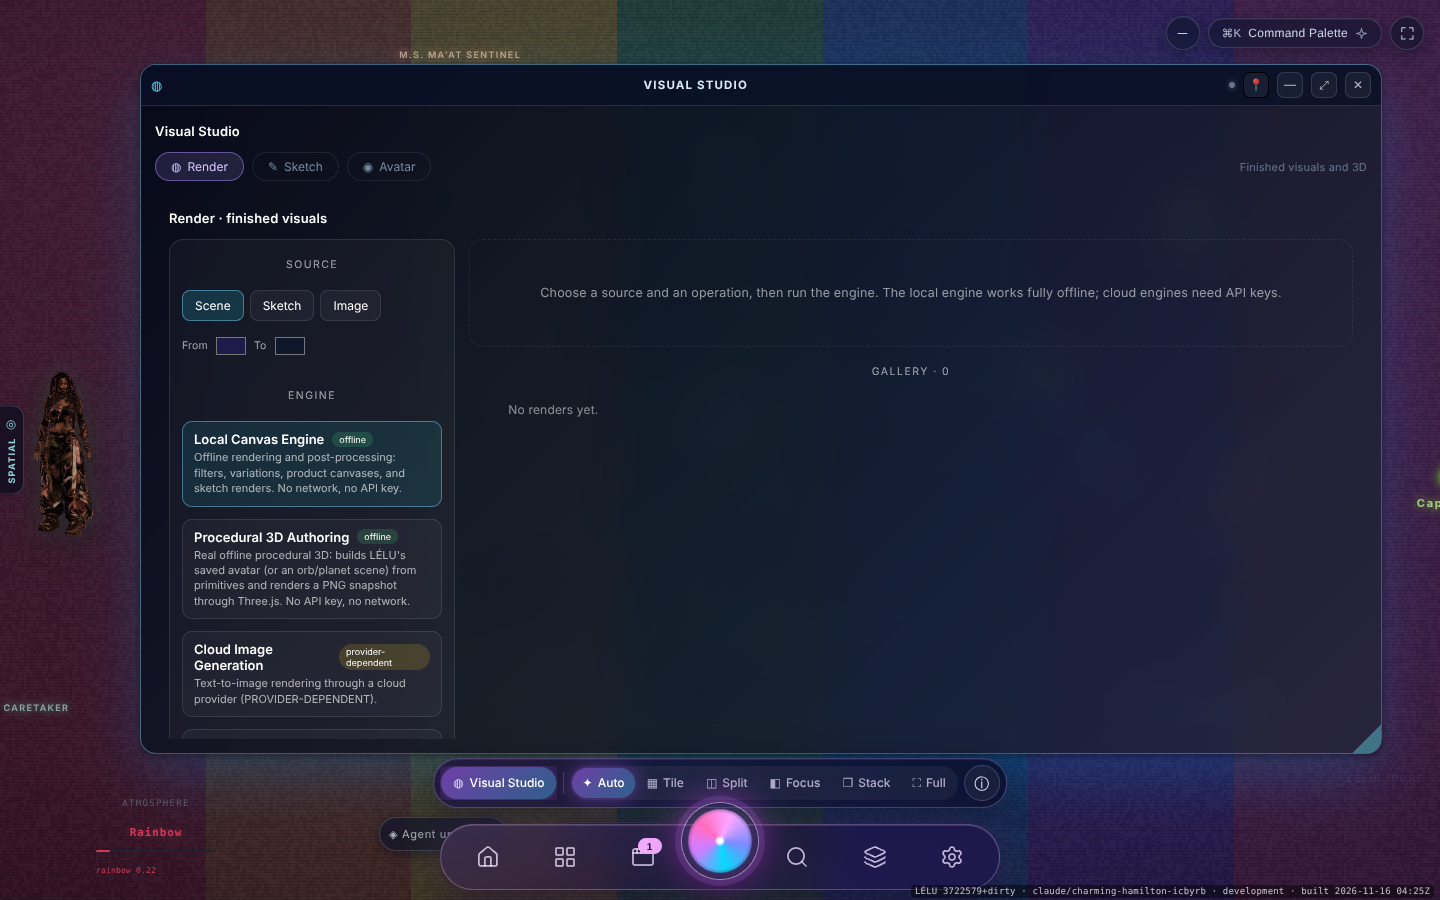 M.S. MA'AT SENTINEL
⌘K Command Palette
VISUAL STUDIO
Visual Studio
Render
Sketch
Avatar
Finished visuals and 3D
Render · finished visuals
SOURCE
Scene
Sketch
Image
From
To
ENGINE
Local Canvas Engine offline
Offline rendering and post-processing:
filters, variations, product canvases, and
sketch renders. No network, no API key.
Procedural 3D Authoring offline
Real offline procedural 3D: builds LÉLU's
saved avatar (or an orb/planet scene) from
primitives and renders a PNG snapshot
through Three.js. No API key, no network.
Cloud Image
Generation
provider-
dependent
Text-to-image rendering through a cloud
provider (PROVIDER-DEPENDENT).
Choose a source and an operation, then run the engine. The local engine works fully offline; cloud engines need API keys.
GALLERY · 0
No renders yet.
SPATIAL
Cap
CARETAKER
Visual Studio
Auto
Tile
Split
Focus
Stack
Full
ATMOSPHERE
Rainbow
rainbow 0.22
Agent
1
LÉLU 3722579+dirty · claude/charming-hamilton-icbyrb · development · built 2026-11-16 04:25Z